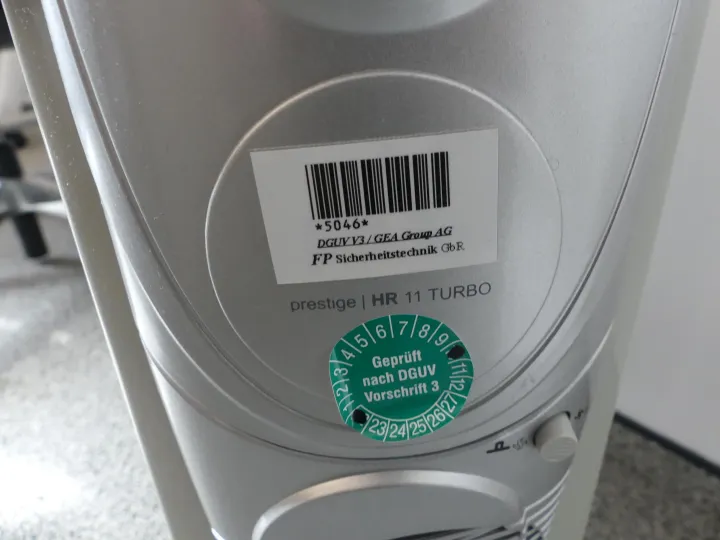 *5046*
DGUV V3 / GEA Group AG
FP Sicherheitstechnik GbR
prestige | HR 11 TURBO
1 2 3 4 5 6 7 8 9 11 12
Geprüft
nach DGUV
Vorschrift 3
23 24 25 26 27